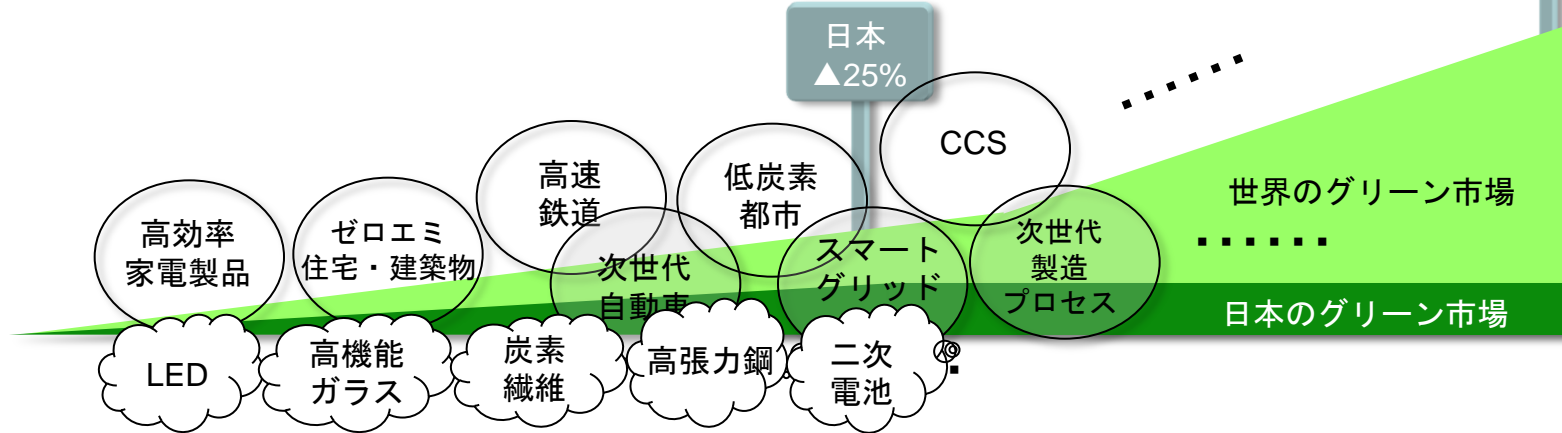 日本
▲25%
CCS
高速
鉄道
低炭素
都市
世界のグリーン市場
高効率
家電製品
ゼロエミ
住宅・建築物
次世代
自動車
スマート
グリッド
次世代
製造
プロセス
・・・・・・
・・・・・・
日本のグリーン市場
LED
高機能
ガラス
炭素
繊維
高張力鋼
二次
電池